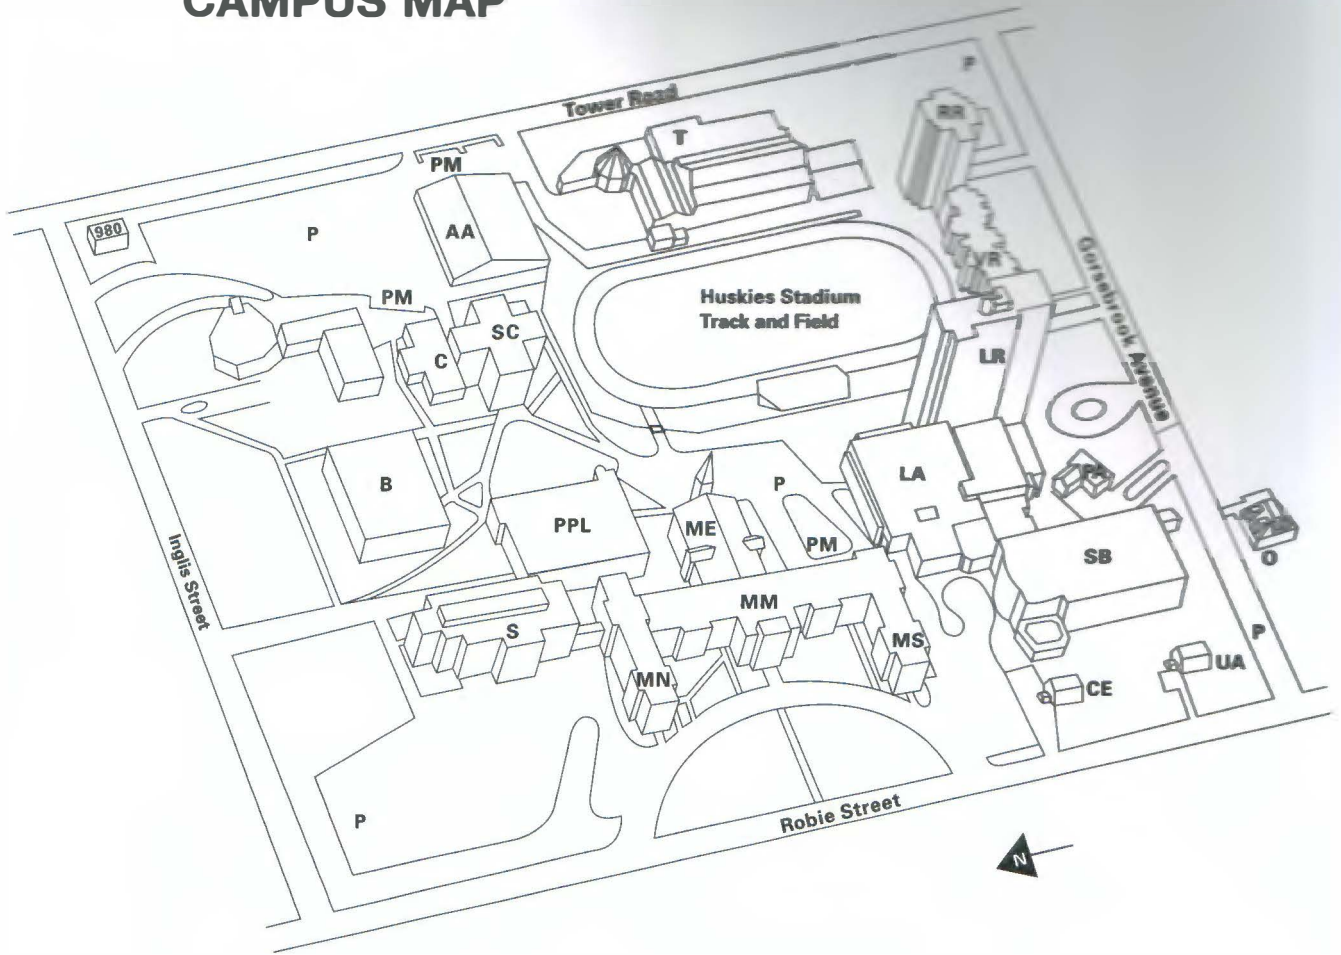 CAMPUS MAP
Tower Road
P
RR
T
PM
980
P
AA
VR
Gorsebrook Avenue
PM
Huskies Stadium
Track and Field
SC
C
LR
B
P
LA
PA
PPL
ME
PM
SB
O
Inglis Street
MM
S
MS
P
MN
CE
UA
P
Robie Street
N